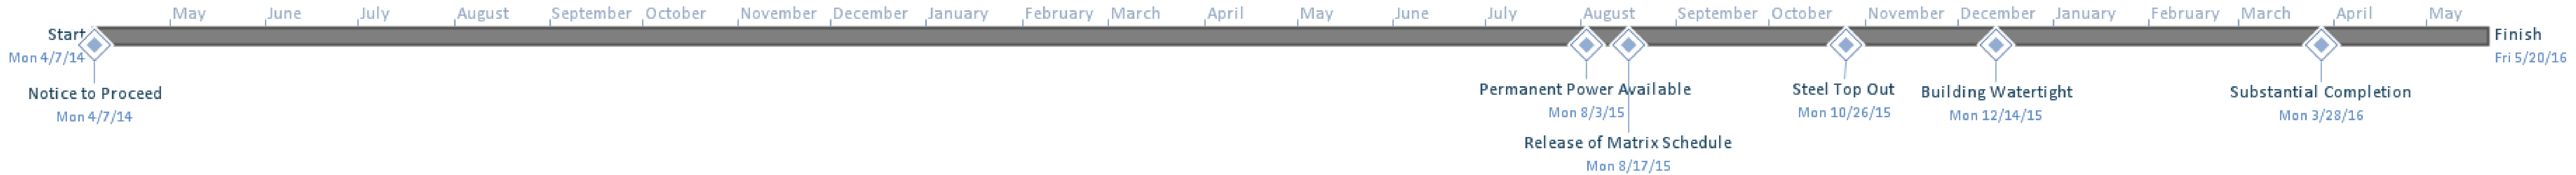 May June July August September October November December January February March April May June July August September October November December January February March April May
Start
Mon 4/7/14
Finish
Fri 5/20/16
Notice to Proceed
Mon 4/7/14
Permanent Power Available
Mon 8/3/15
Release of Matrix Schedule
Mon 8/17/15
Steel Top Out
Mon 10/26/15
Building Watertight
Mon 12/14/15
Substantial Completion
Mon 3/28/16